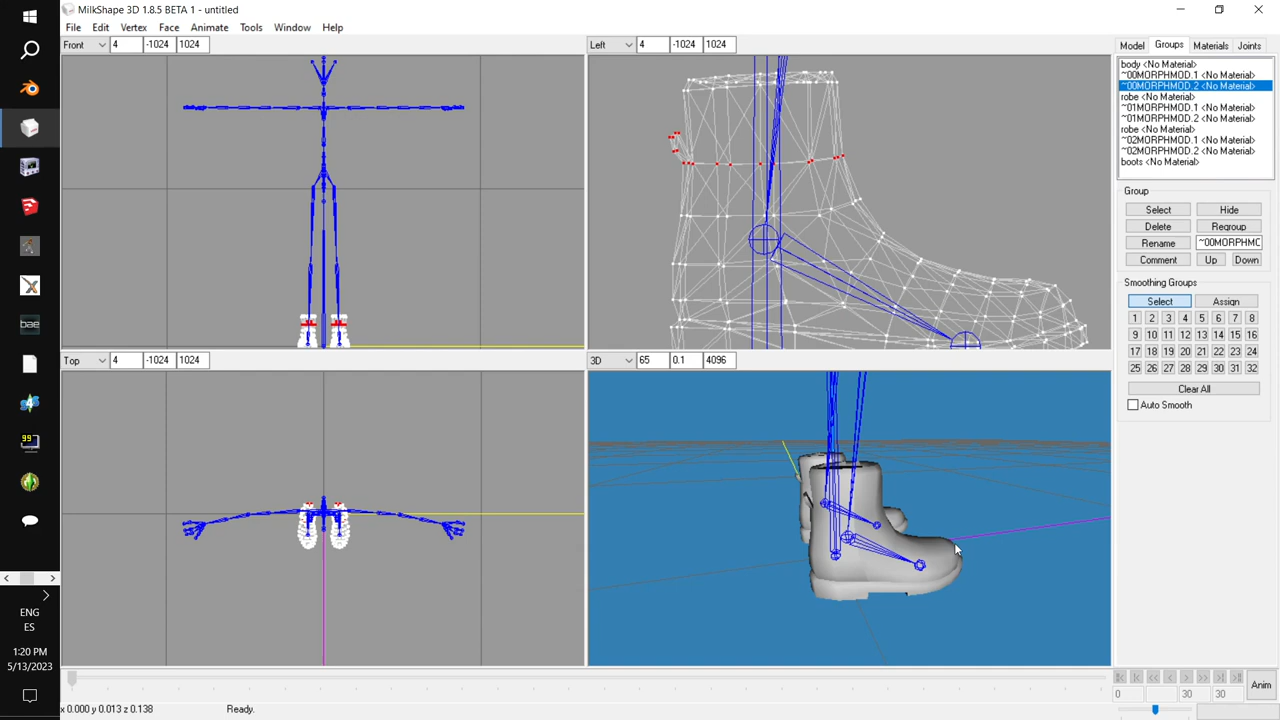 MilkShape 3D 1.8.5 BETA 1 - untitled
File Edit Vertex Face Animate Tools Window Help
Front 4 -1024 1024
Left 4 -1024 1024
Model Groups Materials Joints
body <No Material>
~00MORPHMOD.1 <No Material>
~00MORPHMOD.2 <No Material>
robe <No Material>
~01MORPHMOD.1 <No Material>
~01MORPHMOD.2 <No Material>
robe <No Material>
~02MORPHMOD.1 <No Material>
~02MORPHMOD.2 <No Material>
boots <No Material>
Group
Select Hide
Delete Regroup
Rename ~00MORPHMC
Comment Up Down
Smoothing Groups
Select Assign
1 2 3 4 5 6 7 8
9 10 11 12 13 14 15 16
17 18 19 20 21 22 23 24
25 26 27 28 29 30 31 32
Clear All
Auto Smooth
Top 4 -1024 1024
3D 65 0.1 4096
bae
99
ENG
ES
1:20 PM
5/13/2023
0 30 30
Anim
x 0.000 y 0.013 z 0.138
Ready.